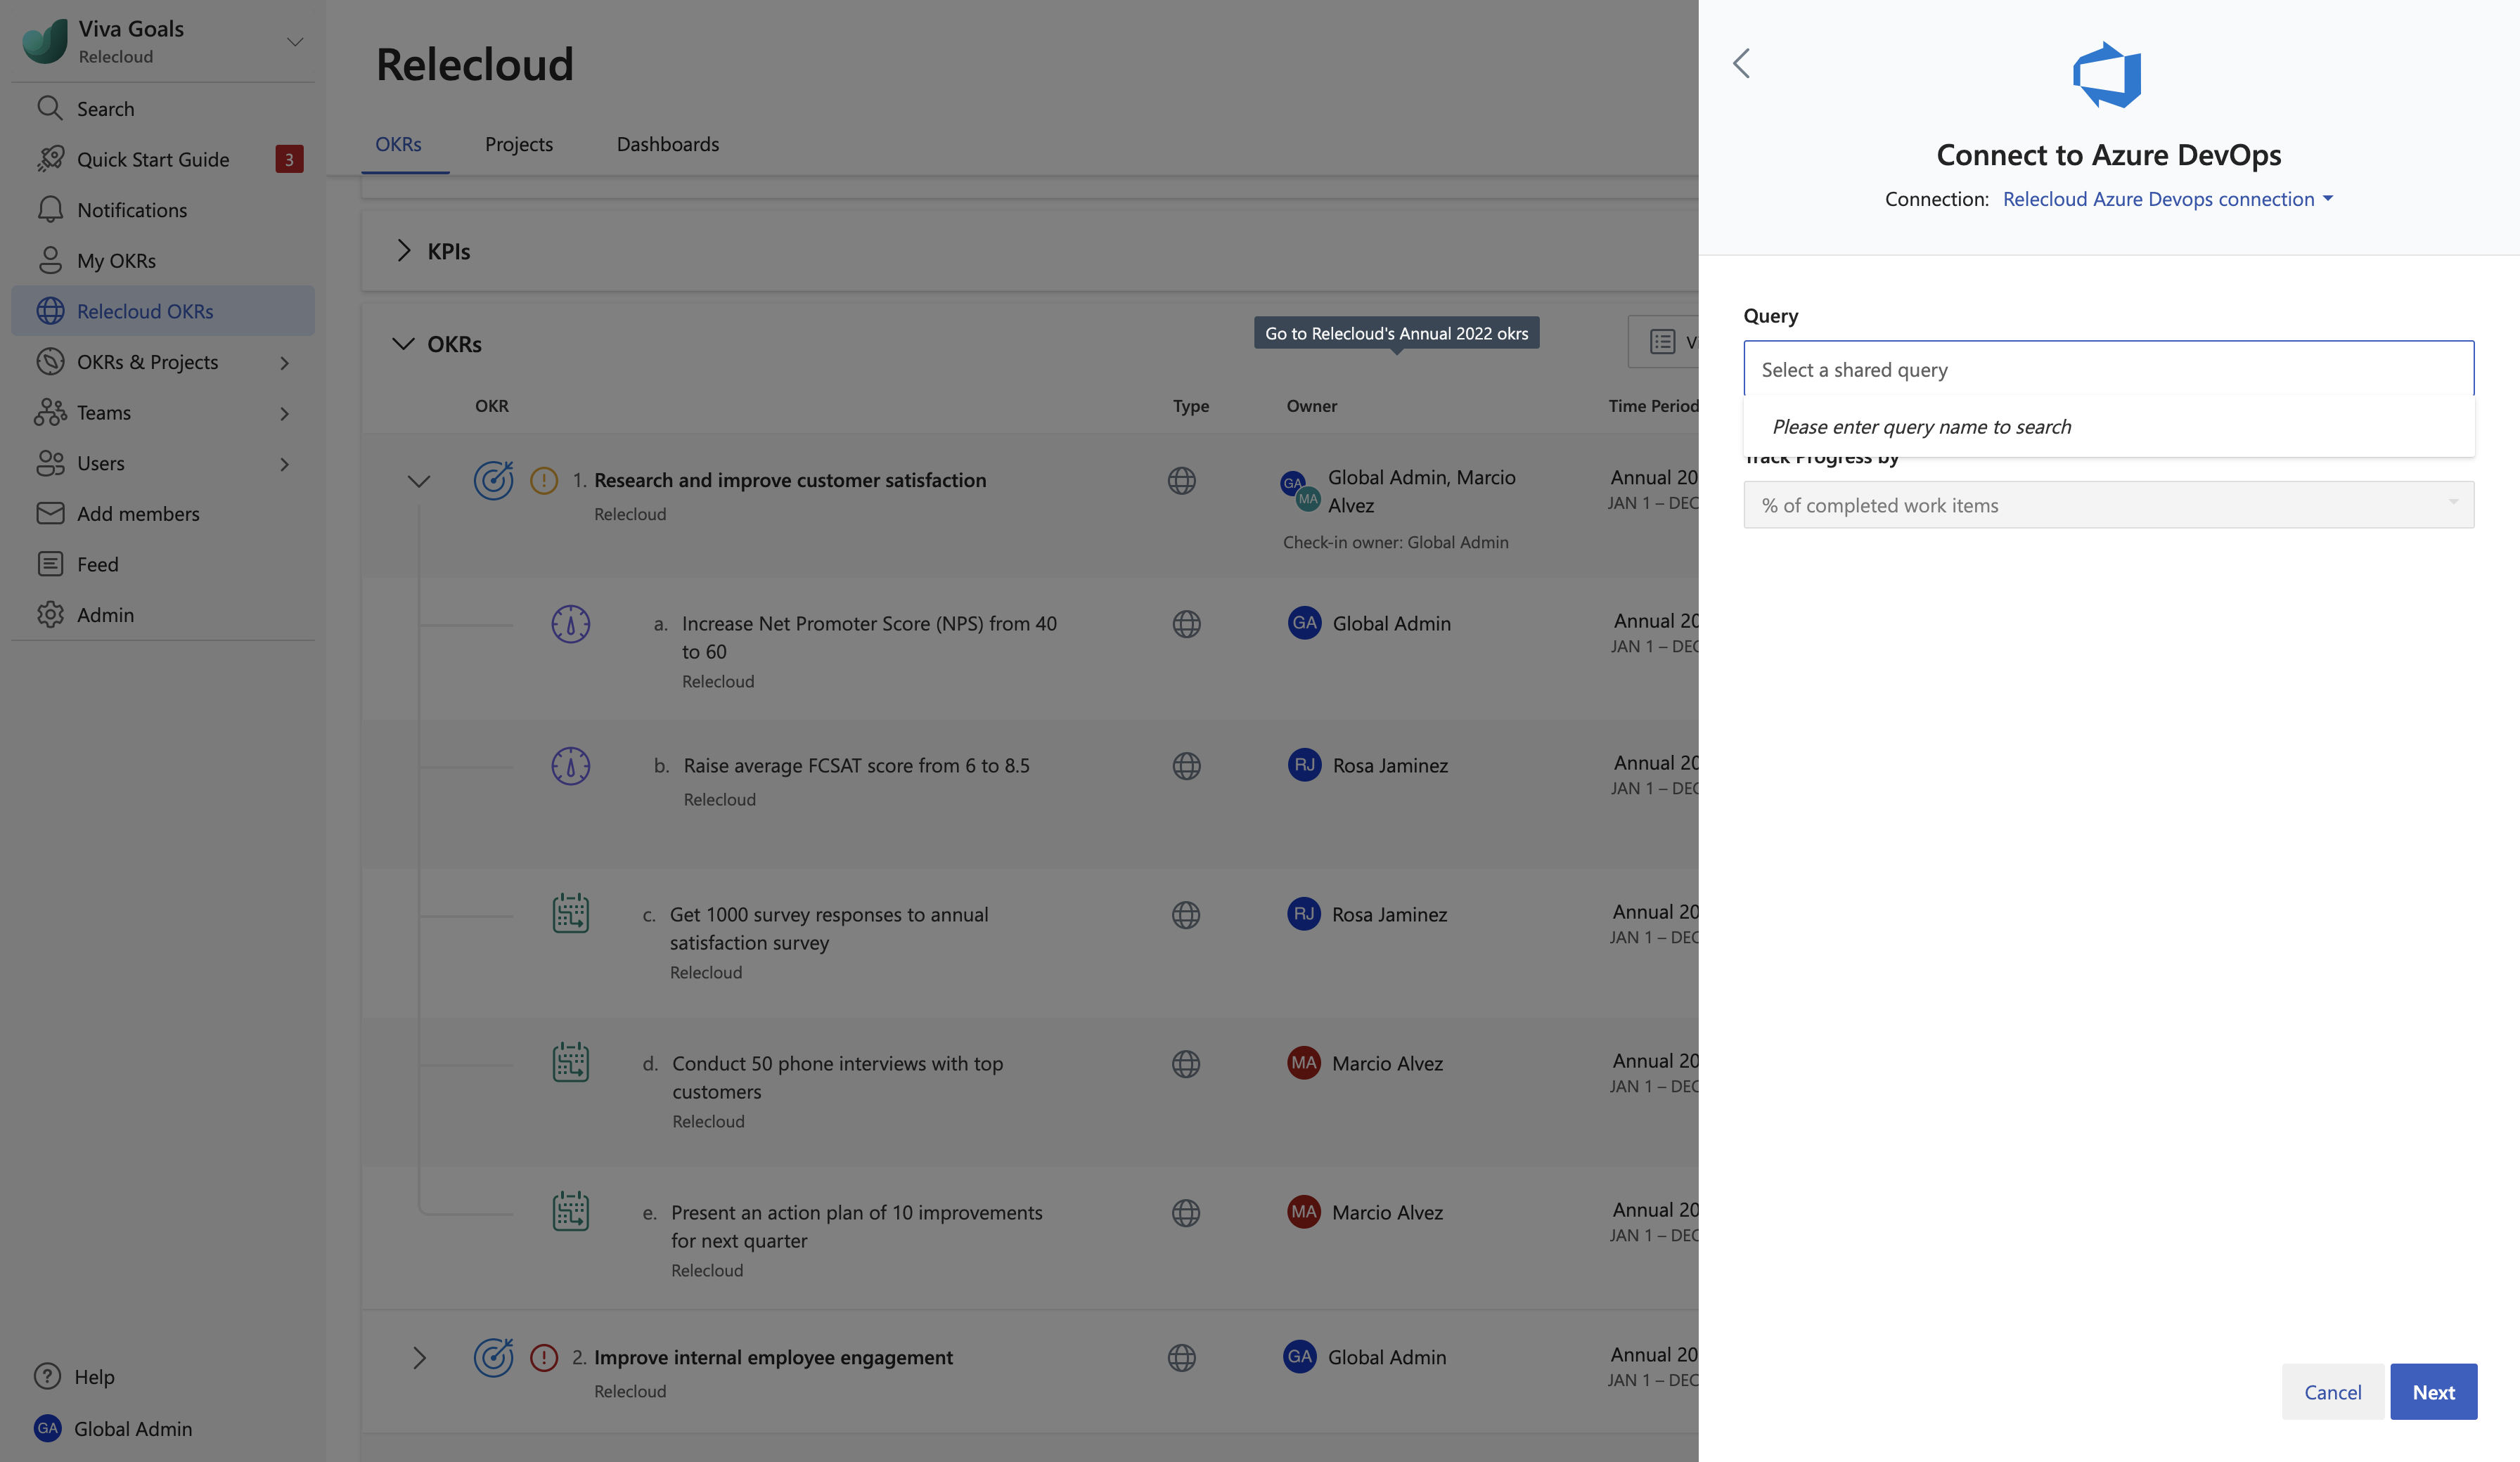 Viva Goals
Relecloud
Search
Quick Start Guide
3
Notifications
My OKRs
Relecloud OKRs
OKRs & Projects
Teams
Users
Add members
Feed
Admin
Help
GA
Global Admin
Relecloud
OKRs
Projects
Dashboards
KPIs
OKRs
Go to Relecloud's Annual 2022 okrs
V
OKR
Type
Owner
Time Period
1. Research and improve customer satisfaction
Relecloud
GA
MA
Global Admin, Marcio
Alvez
Check-in owner: Global Admin
Annual 20
JAN 1 – DEC
a. Increase Net Promoter Score (NPS) from 40
to 60
Relecloud
GA
Global Admin
Annual 20
JAN 1 – DEC
b. Raise average FCSAT score from 6 to 8.5
Relecloud
RJ
Rosa Jaminez
Annual 20
JAN 1 – DEC
c. Get 1000 survey responses to annual
satisfaction survey
Relecloud
RJ
Rosa Jaminez
Annual 20
JAN 1 – DEC
d. Conduct 50 phone interviews with top
customers
Relecloud
MA
Marcio Alvez
Annual 20
JAN 1 – DEC
e. Present an action plan of 10 improvements
for next quarter
Relecloud
MA
Marcio Alvez
Annual 20
JAN 1 – DEC
2. Improve internal employee engagement
Relecloud
GA
Global Admin
Annual 20
JAN 1 – DEC
Connect to Azure DevOps
Connection: Relecloud Azure Devops connection
Query
Select a shared query
Please enter query name to search
Track Progress by
% of completed work items
Cancel
Next